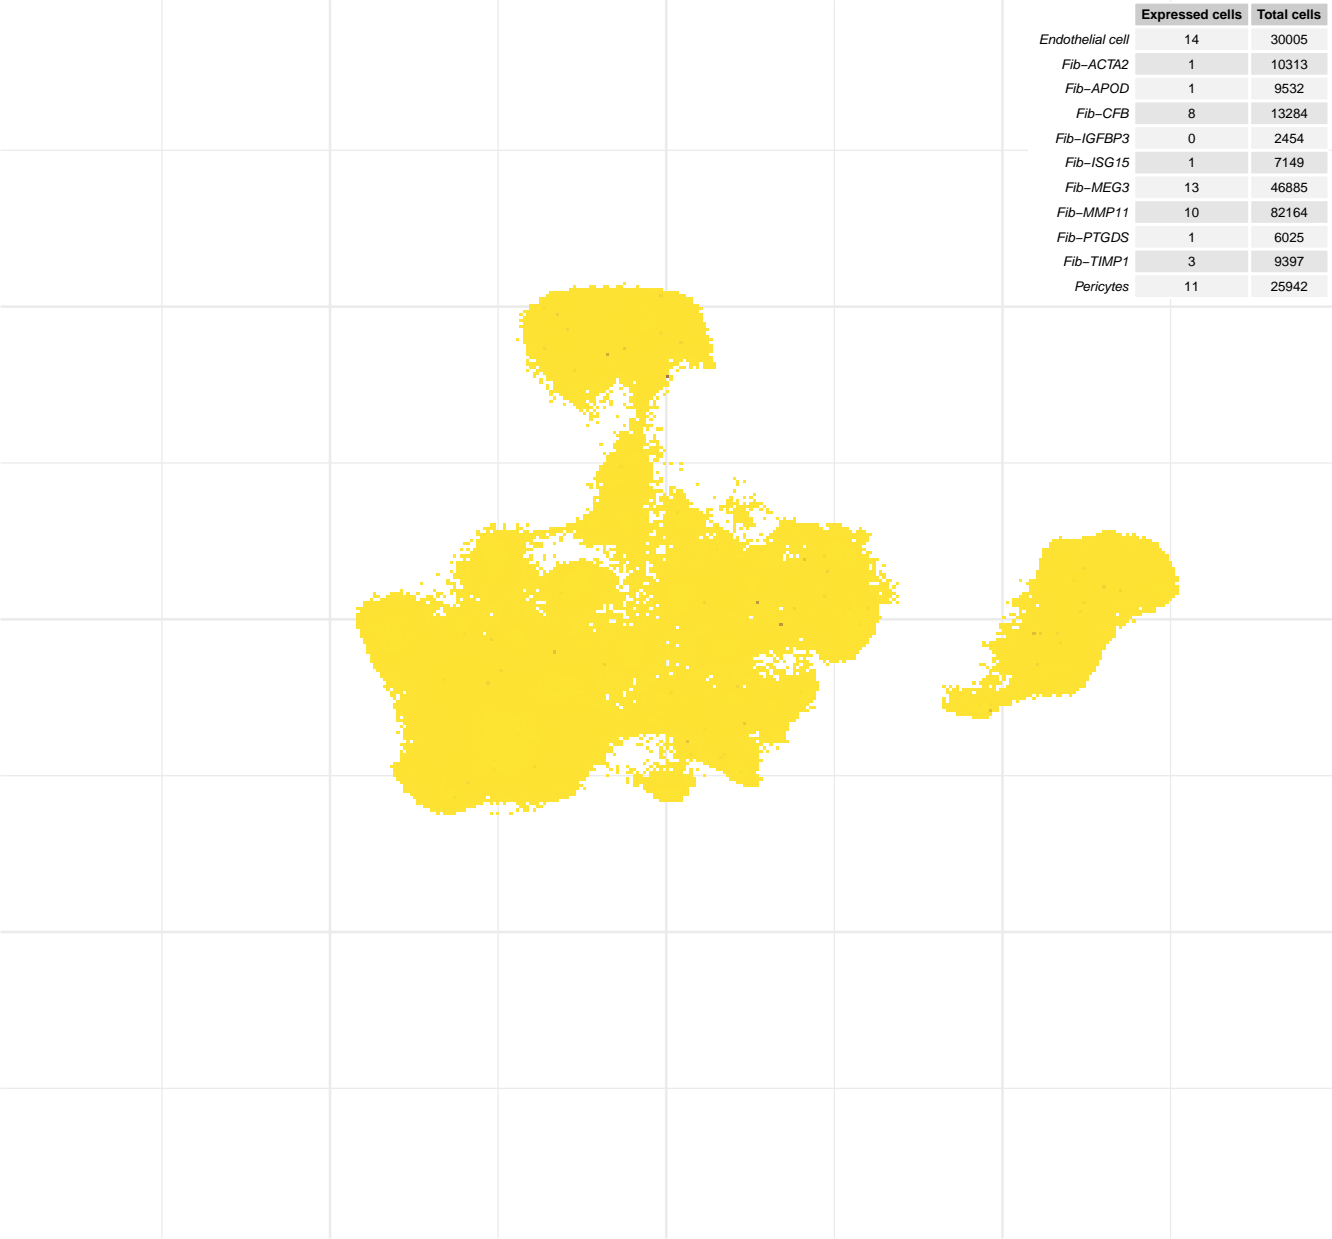 Expressed cells Total cells
Endothelial cell 14 30005
Fib−ACTA2 1 10313
Fib−APOD 1 9532
Fib−CFB 8 13284
Fib−IGFBP3 0 2454
Fib−ISG15 1 7149
Fib−MEG3 13 46885
Fib−MMP11 10 82164
Fib−PTGDS 1 6025
Fib−TIMP1 3 9397
Pericytes 11 25942